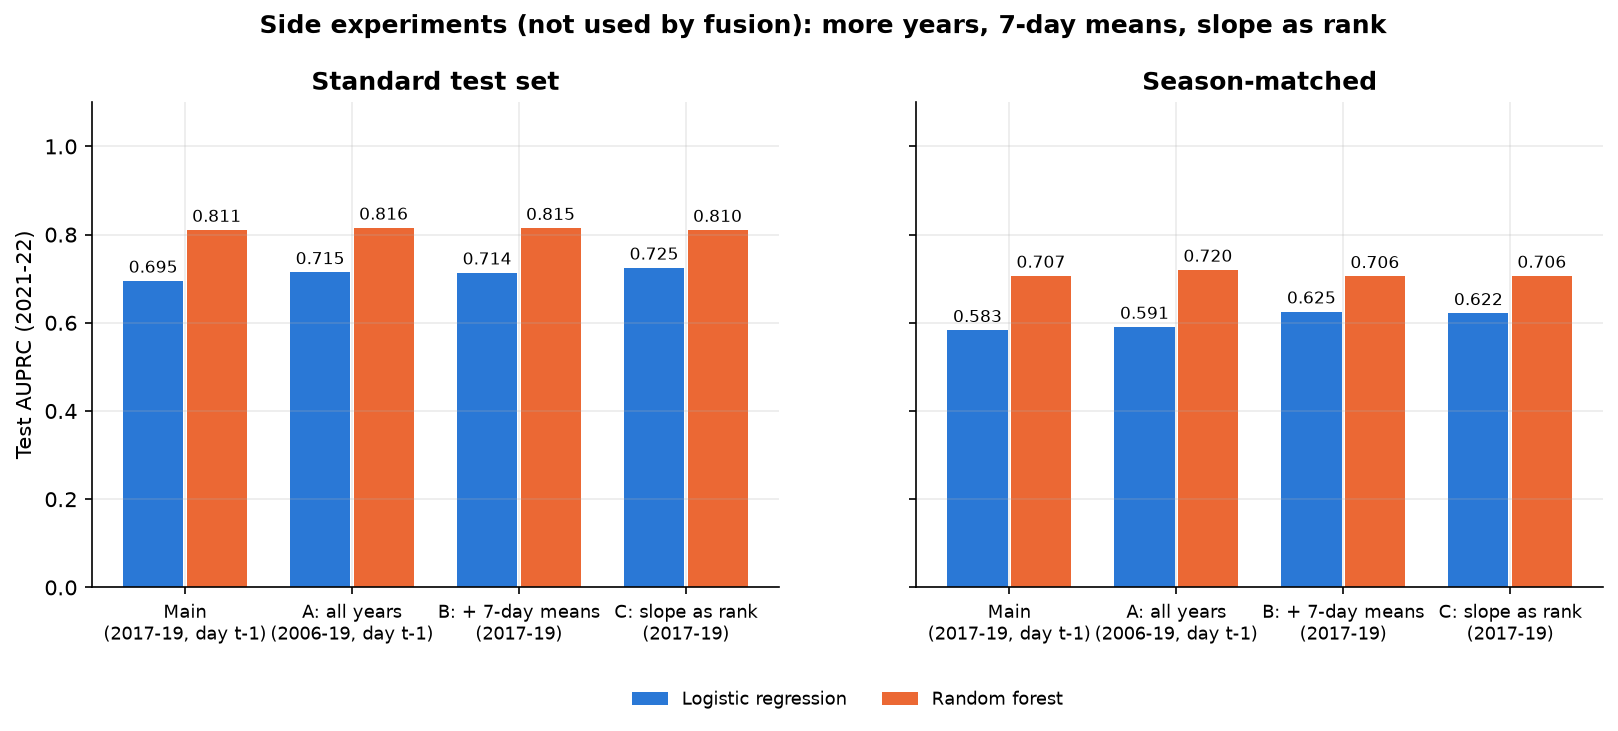 Side experiments (not used by fusion): more years, 7-day means, slope as rank
Standard test set
Test AUPRC (2021-22)
1.0
0.8
0.6
0.4
0.2
0.0
0.695
0.811
0.715
0.816
0.714
0.815
0.725
0.810
Main
(2017-19, day t-1)
A: all years
(2006-19, day t-1)
B: + 7-day means
(2017-19)
C: slope as rank
(2017-19)
Season-matched
0.583
0.707
0.591
0.720
0.625
0.706
0.622
0.706
Main
(2017-19, day t-1)
A: all years
(2006-19, day t-1)
B: + 7-day means
(2017-19)
C: slope as rank
(2017-19)
Logistic regression
Random forest